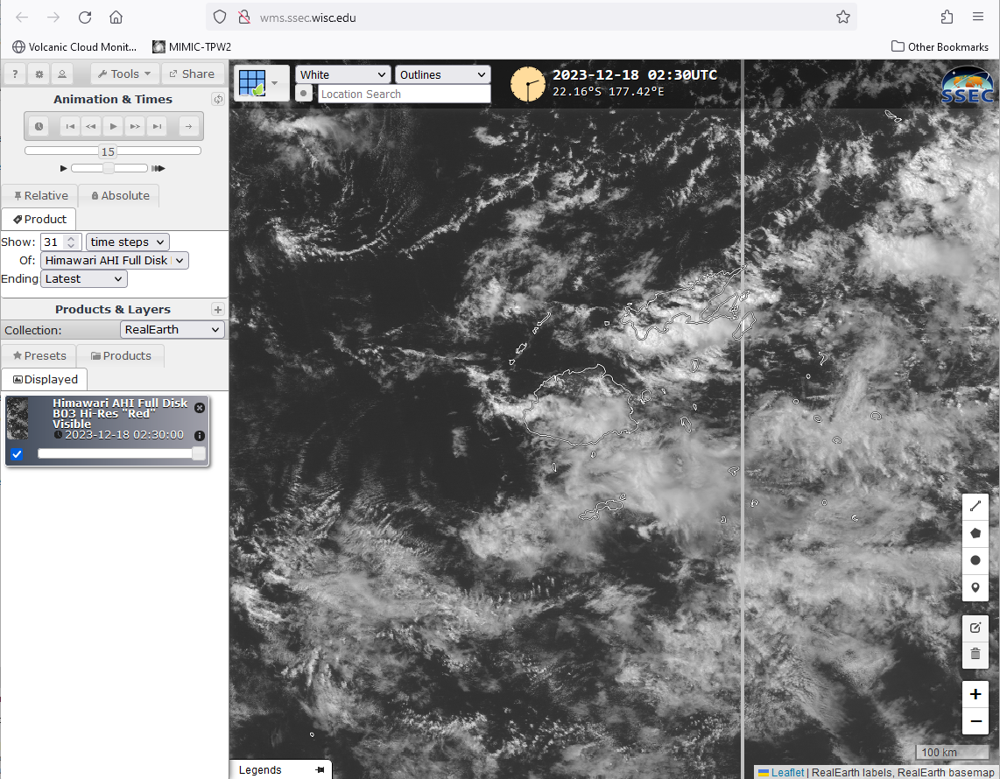 wms.ssec.wisc.edu
Volcanic Cloud Monit...
MIMIC-TPW2
Other Bookmarks
?
Tools
Share
White
Outlines
Location Search
2023-12-18 02:30UTC
22.16°S 177.42°E
SSEC
Animation & Times
15
Relative
Absolute
Product
Show: 31 time steps
Of: Himawari AHI Full Disk
Ending Latest
Products & Layers
+
Collection: RealEarth
Presets
Products
Displayed
Himawari AHI Full Disk
B03 Hi-Res "Red"
Visible
2023-12-18 02:30:00
+
−
100 km
Legends
Leaflet | RealEarth labels, RealEarth basemap